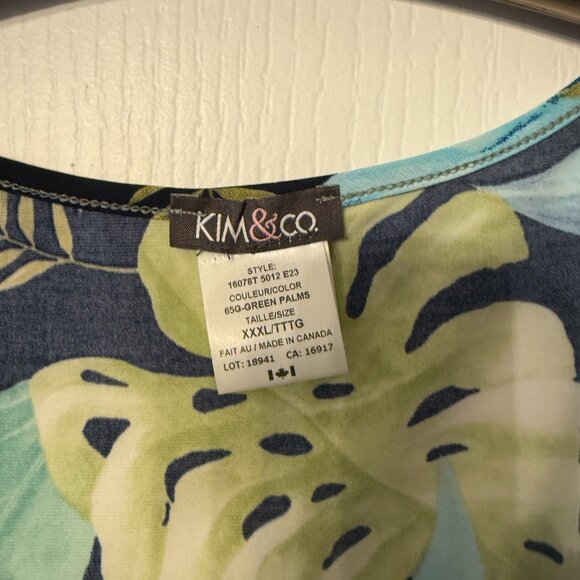 KIM&CO.
STYLE:
16078T 5012 E23
COULEUR/COLOR
65G-GREEN PALMS
TAILLE/SIZE
XXXL/TTTG
FAIT AU / MADE IN CANADA
LOT: 18941 CA: 16917